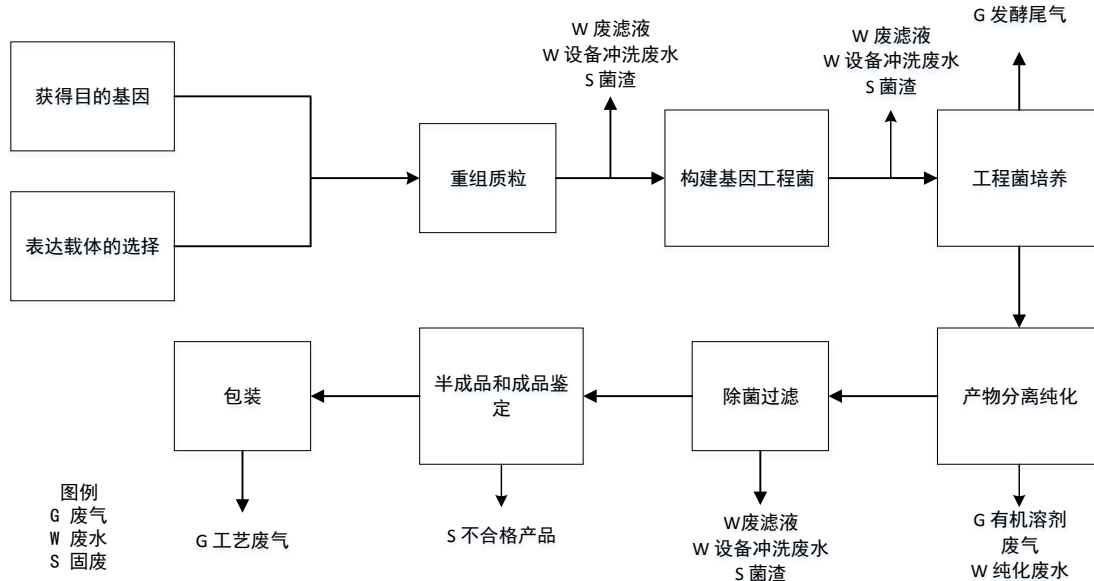 G 发酵尾气
W 废滤液
W 设备冲洗废水
S 菌渣
W 废滤液
W 设备冲洗废水
S 菌渣
获得目的基因
表达载体的选择
重组质粒
构建基因工程菌
工程菌培养
包装
半成品和成品鉴
定
除菌过滤
产物分离纯化
G 工艺废气
S 不合格产品
W废滤液
W 设备冲洗废水
S 菌渣
G 有机溶剂
废气
W 纯化废水
图例
G 废气
W 废水
S 固废